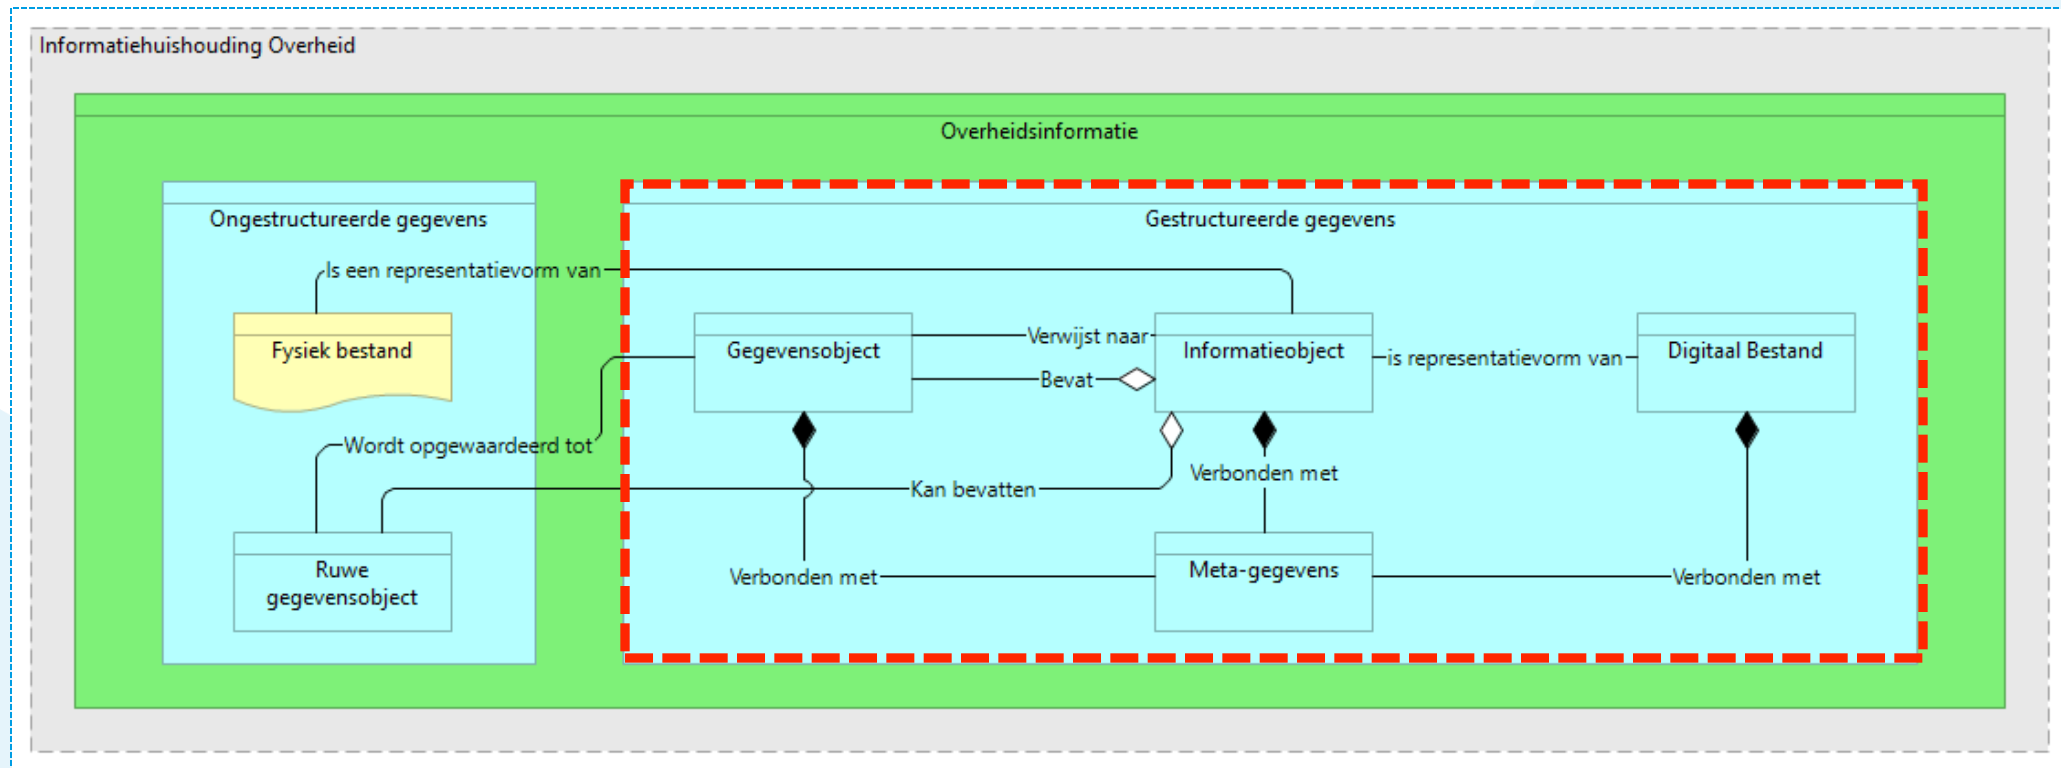 Informatiehuishouding Overheid
Overheidsinformatie
Ongestructureerde gegevens
Gestructureerde gegevens
Is een representatievorm van
Fysiek bestand
Gegevensobject
Verwijst naar
Bevat
Informatieobject
is representatievorm van
Digitaal Bestand
Wordt opgewaardeerd tot
Kan bevatten
Verbonden met
Ruwe
gegevensobject
Verbonden met
Meta-gegevens
Verbonden met